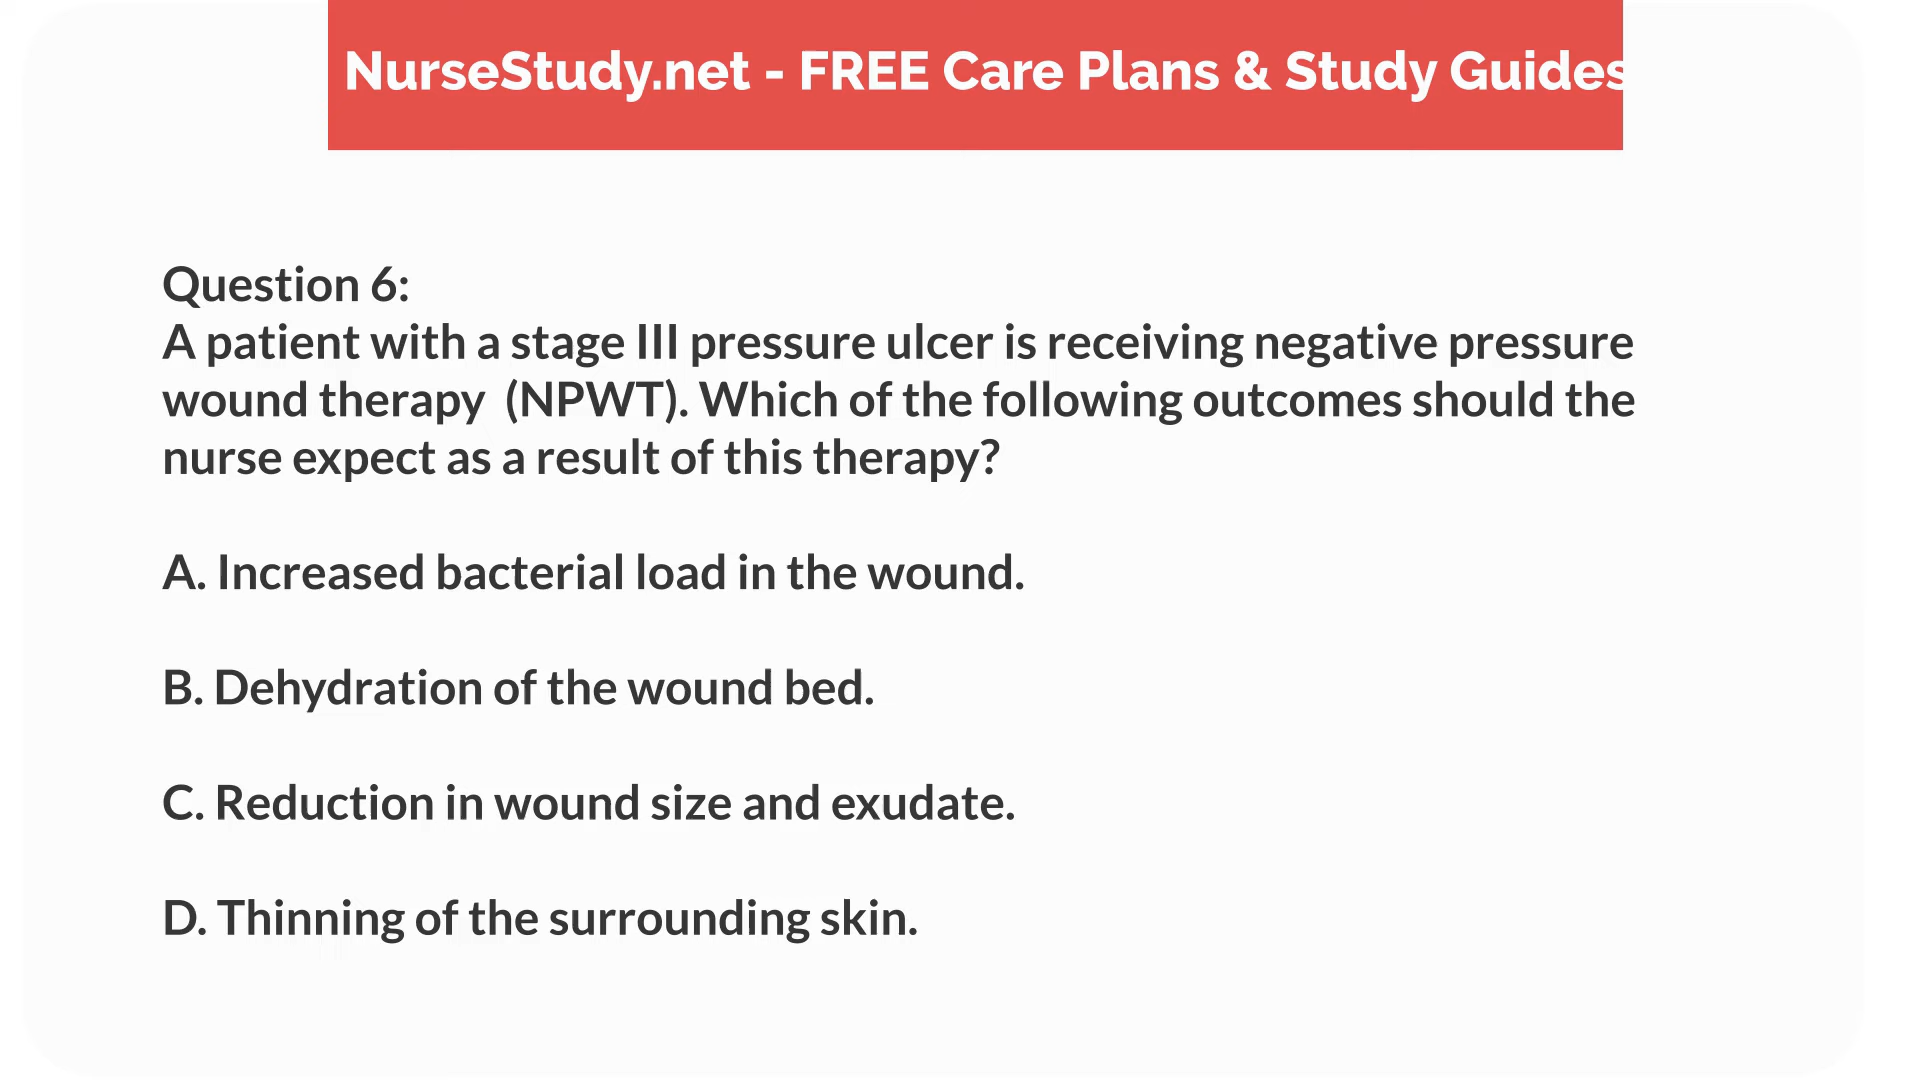 NurseStudy.net - FREE Care Plans & Study Guides
Question 6:
A patient with a stage III pressure ulcer is receiving negative pressure
wound therapy  (NPWT). Which of the following outcomes should the
nurse expect as a result of this therapy?
A. Increased bacterial load in the wound.
B. Dehydration of the wound bed.
C. Reduction in wound size and exudate.
D. Thinning of the surrounding skin.